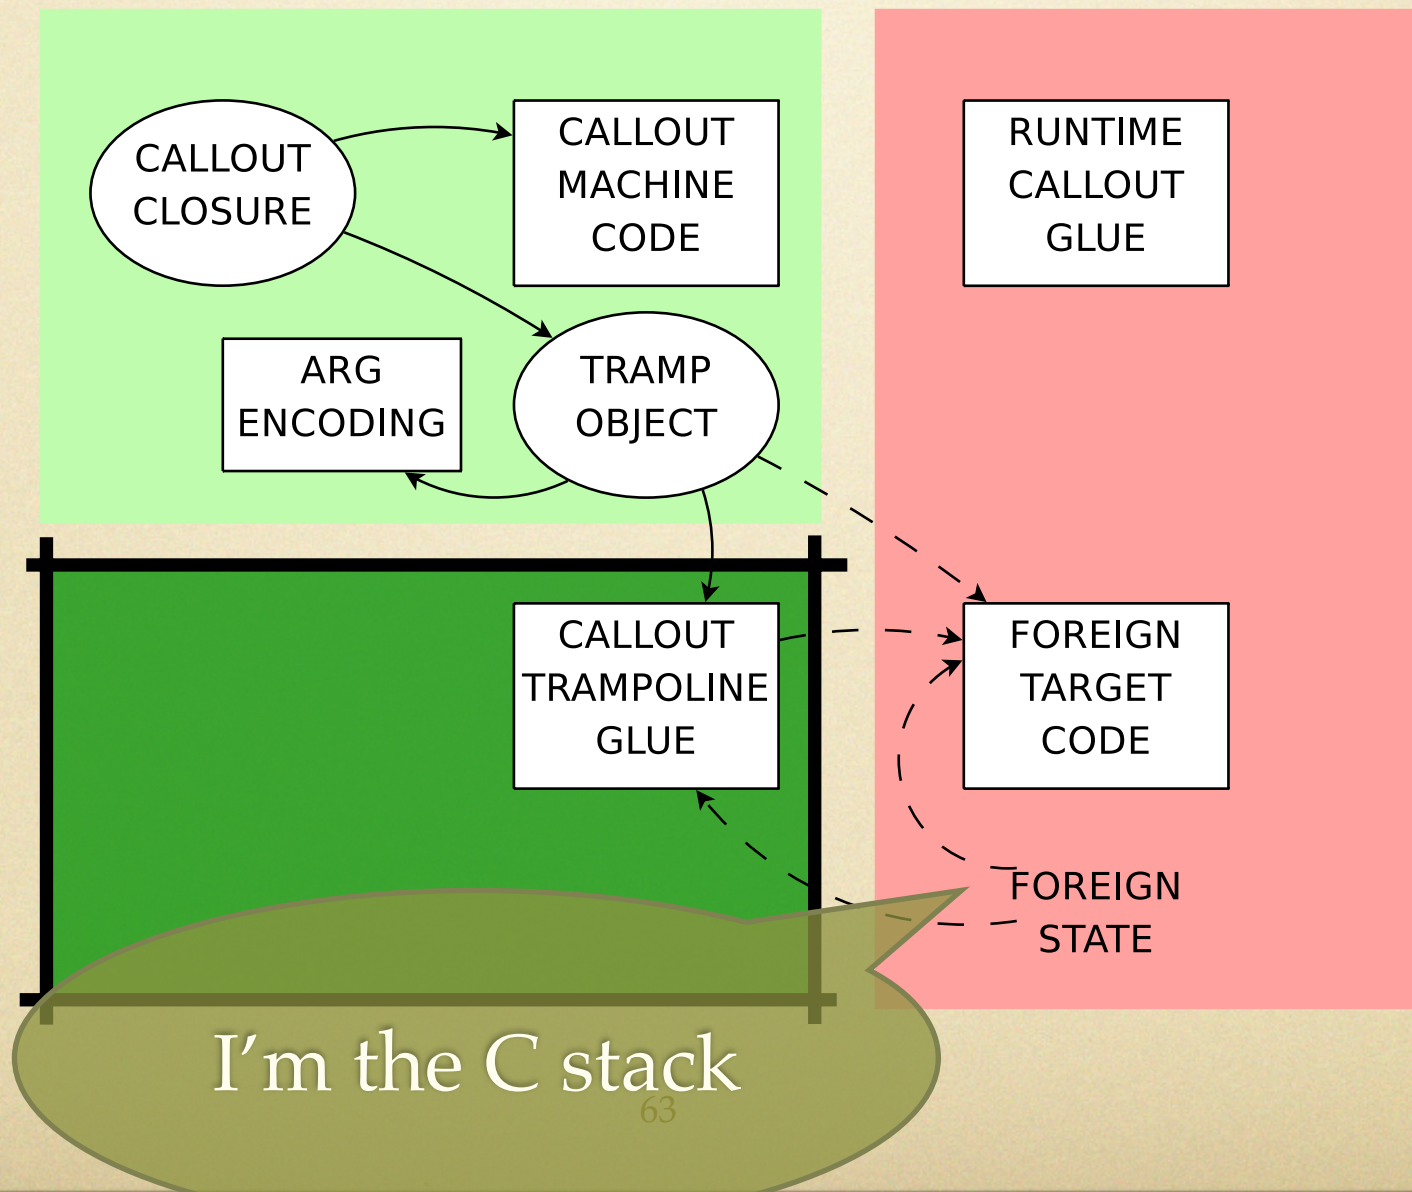 CALLOUT
CLOSURE
CALLOUT
MACHINE
CODE
RUNTIME
CALLOUT
GLUE
ARG
ENCODING
TRAMP
OBJECT
CALLOUT
TRAMPOLINE
GLUE
FOREIGN
TARGET
CODE
FOREIGN
STATE
I’m the C stack
63